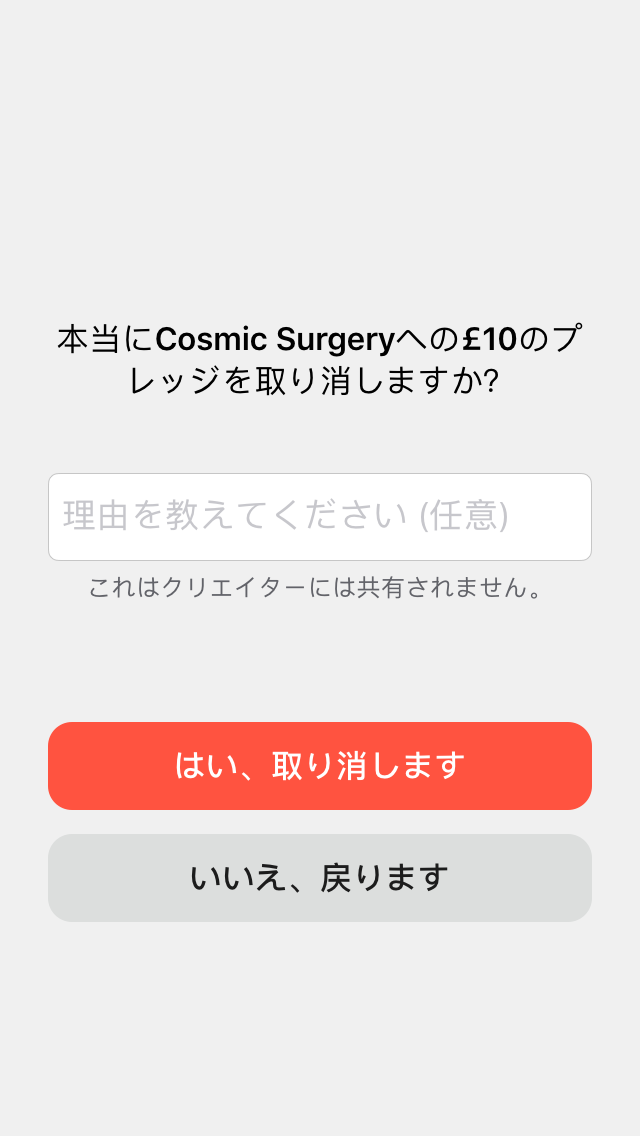 本当にCosmic Surgeryへの£10のプ
レッジを取り消しますか?
理由を教えてください (任意)
これはクリエイターには共有されません。
はい、取り消します
いいえ、戻ります